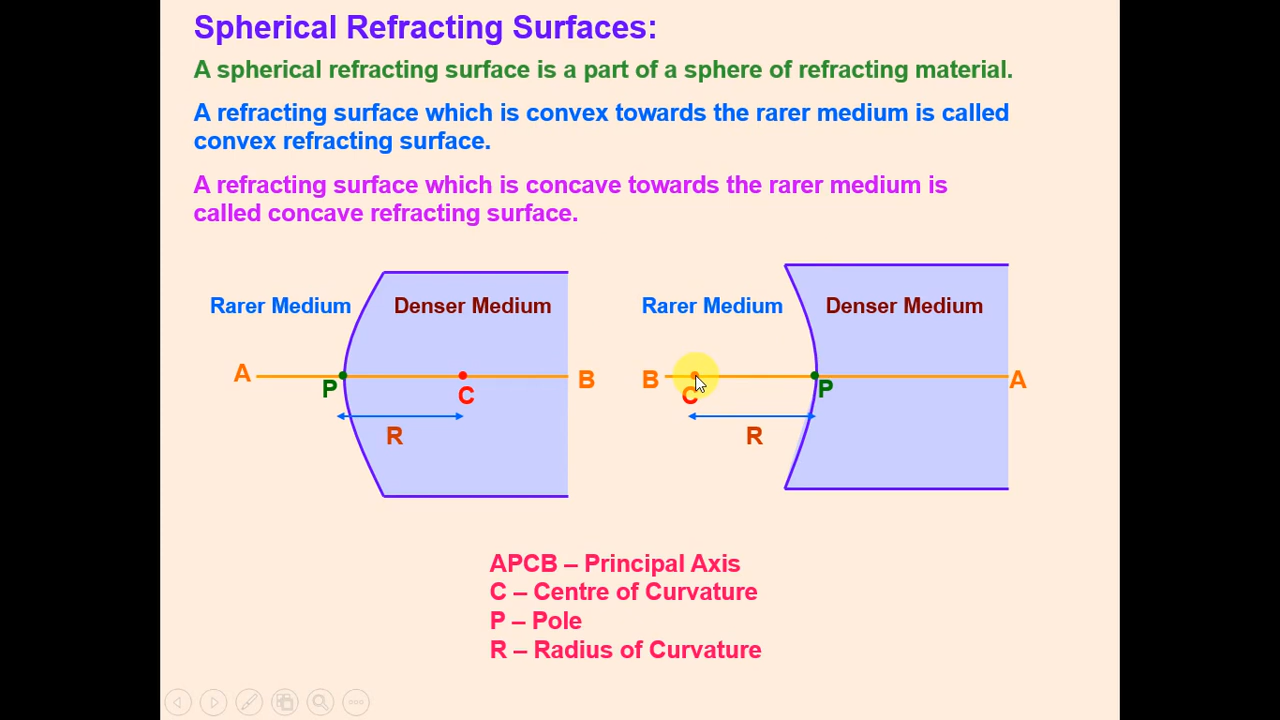 Spherical Refracting Surfaces:
A spherical refracting surface is a part of a sphere of refracting material.
A refracting surface which is convex towards the rarer medium is called
convex refracting surface.
A refracting surface which is concave towards the rarer medium is
called concave refracting surface.
Rarer Medium
Denser Medium
A
P
C
B
R
Rarer Medium
Denser Medium
B
C
P
A
R
APCB – Principal Axis
C – Centre of Curvature
P – Pole
R – Radius of Curvature